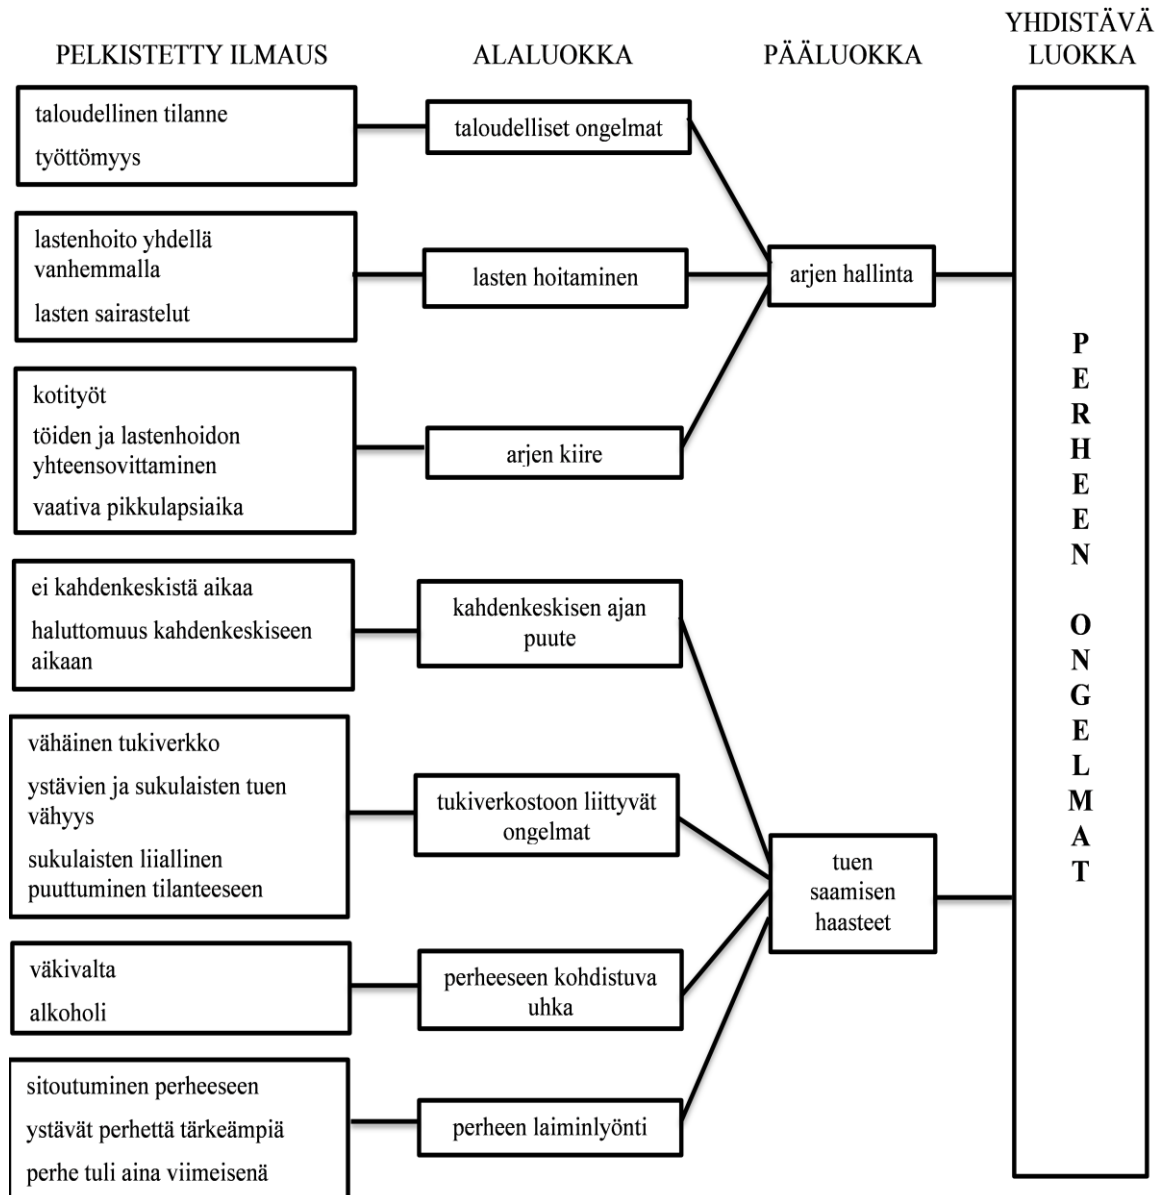 PELKISTETTY ILMAUS
ALALUOKKA
PÄÄLUOKKA
YHDISTÄVÄ
LUOKKA
taloudellinen tilanne
työttömyys
taloudelliset ongelmat
lastenhoito yhdellä
vanhemmalla
lasten sairastelut
lasten hoitaminen
arjen hallinta
kotityöt
töiden ja lastenhoidon
yhteensovittaminen
vaativa pikkulapsiaika
arjen kiire
ei kahdenkeskistä aikaa
haluttomuus kahdenkeskiseen
aikaan
kahdenkeskisen ajan
puute
vähäinen tukiverkko
ystävien ja sukulaisten tuen
vähyys
sukulaisten liiallinen
puuttuminen tilanteeseen
tukiverkostoon liittyvät
ongelmat
tuen
saamisen
haasteet
väkivalta
alkoholi
perheeseen kohdistuva
uhka
sitoutuminen perheeseen
ystävät perhettä tärkeämpiä
perhe tuli aina viimeisenä
perheen laiminlyönti
PERHEEN ONGELMAT